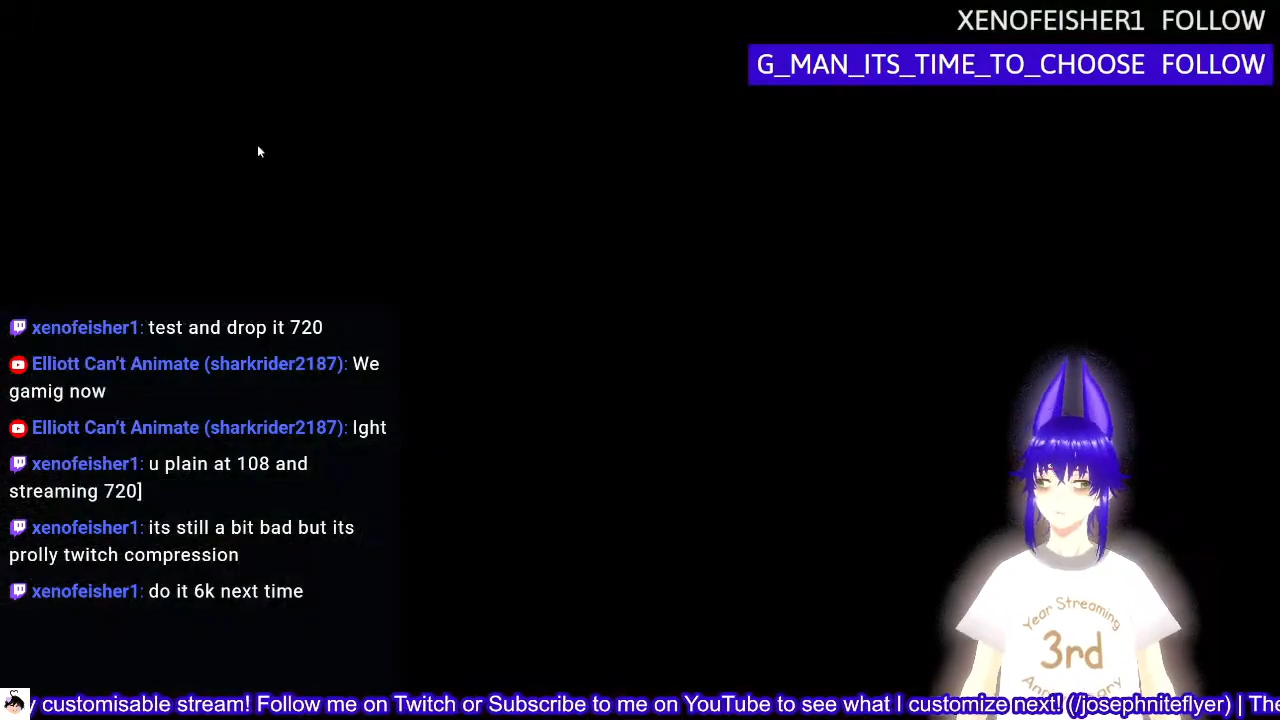 XENOFEISHER1 FOLLOW
G_MAN_ITS_TIME_TO_CHOOSE FOLLOW
xenofeisher1: test and drop it 720
Elliott Can't Animate (sharkrider2187): We
gamig now
Elliott Can't Animate (sharkrider2187): Ight
xenofeisher1: u plain at 108 and
streaming 720]
xenofeisher1: its still a bit bad but its
prolly twitch compression
xenofeisher1: do it 6k next time
Year Streaming
3rd
Anniversary
y customisable stream! Follow me on Twitch or Subscribe to me on YouTube to see what I customize next! (/josephniteflyer) | The